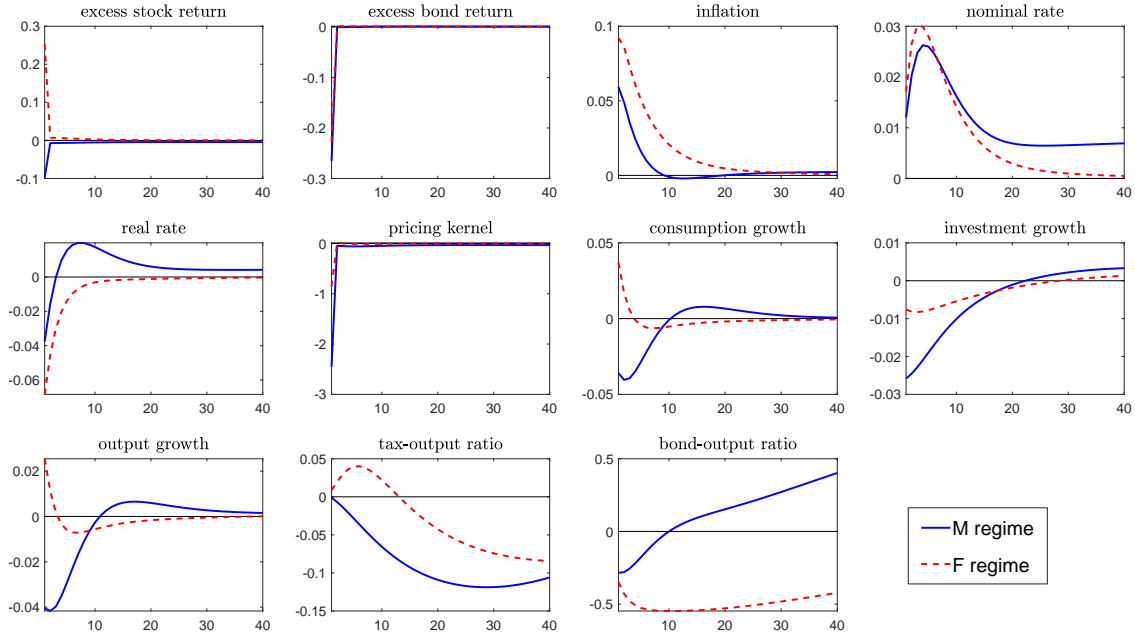 excess stock return
0.3
0.2
0.1
0
-0.1
10 20 30 40
excess bond return
0
-0.1
-0.2
-0.3
10 20 30 40
inflation
0.1
0.05
0
10 20 30 40
nominal rate
0.03
0.02
0.01
0
10 20 30 40
real rate
0
-0.02
-0.04
-0.06
10 20 30 40
pricing kernel
0
-1
-2
-3
10 20 30 40
consumption growth
0.05
0
-0.05
10 20 30 40
investment growth
0.01
0
-0.01
-0.02
-0.03
10 20 30 40
output growth
0.02
0
-0.02
-0.04
10 20 30 40
tax-output ratio
0.05
0
-0.05
-0.1
-0.15
10 20 30 40
bond-output ratio
0.5
0
-0.5
10 20 30 40
M regime
F regime